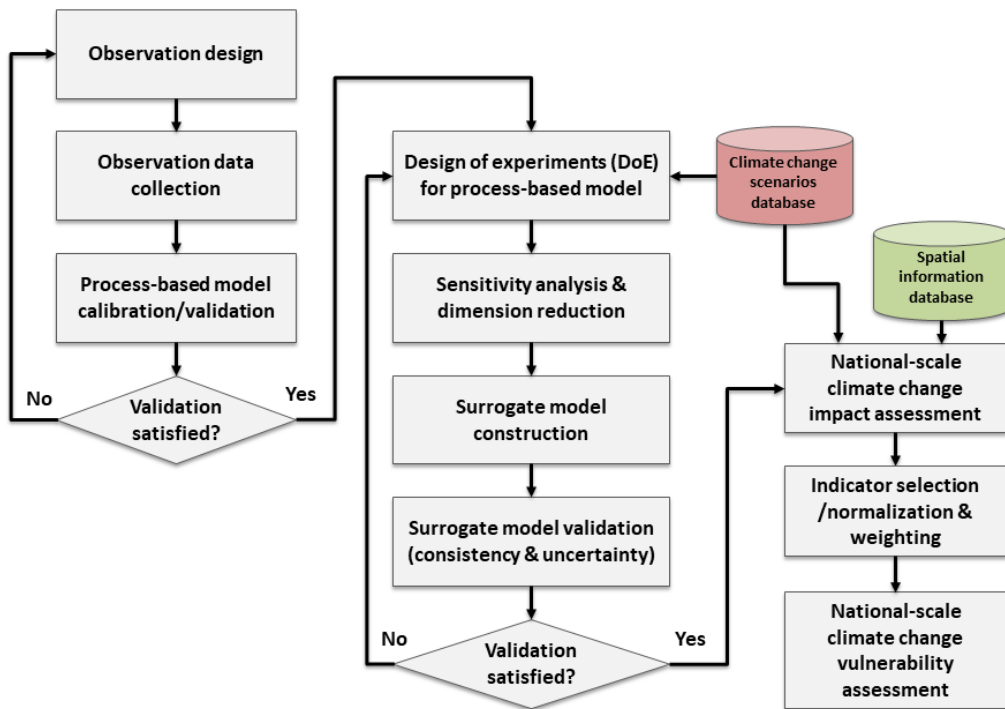 Observation design
Observation data
collection
Process-based model
calibration/validation
No
Yes
Validation
satisfied?
Design of experiments (DoE)
for process-based model
Sensitivity analysis &
dimension reduction
Surrogate model
construction
Surrogate model validation
(consistency & uncertainty)
No
Yes
Validation
satisfied?
Climate change
scenarios
database
Spatial
information
database
National-scale
climate change
impact assessment
Indicator selection
/normalization &
weighting
National-scale
climate change
vulnerability
assessment